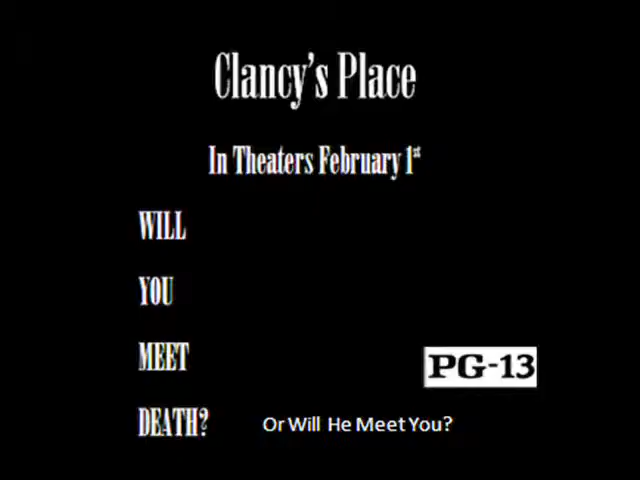 Clancy's Place
In Theaters February 1st
WILL
YOU
MEET
PG-13
DEATH? Or Will He Meet You?